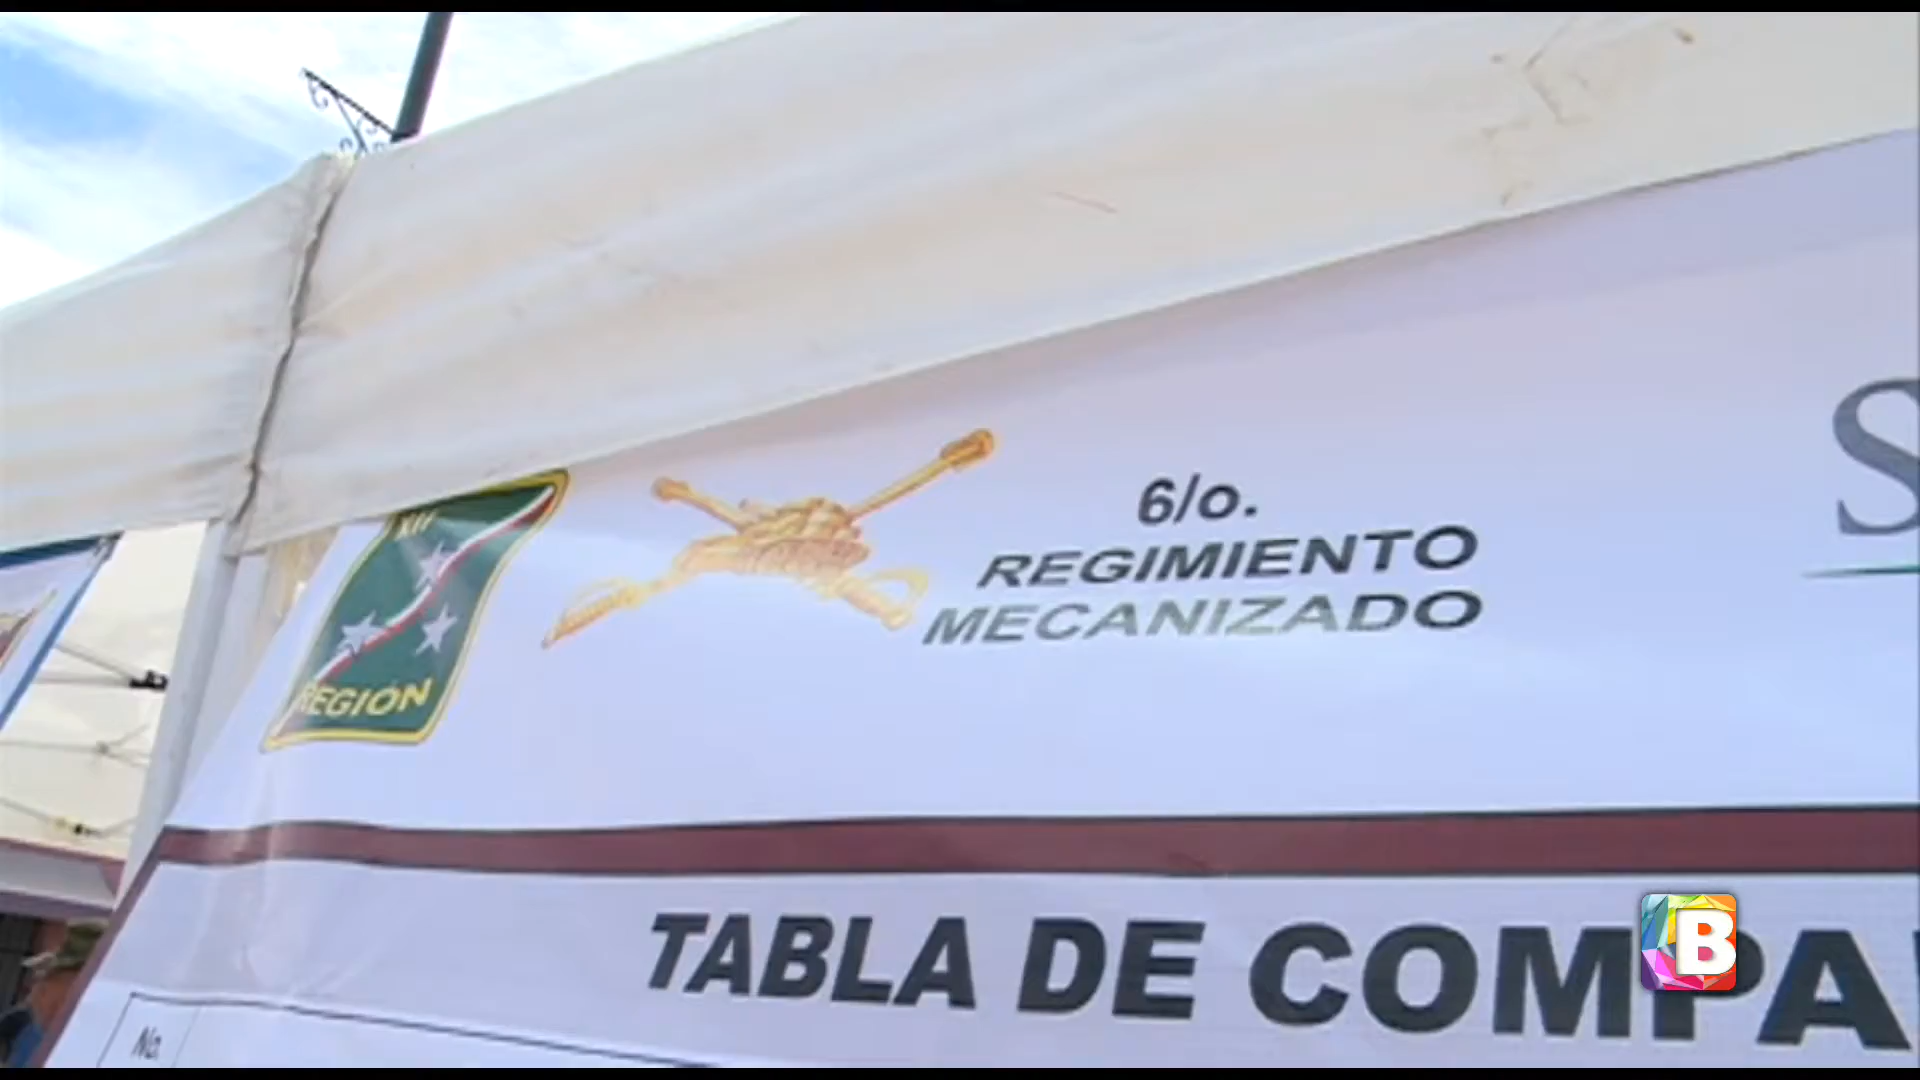 XII
REGIÓN
6/o.
REGIMIENTO
MECANIZADO
S
TABLA DE COMPA
No.
B